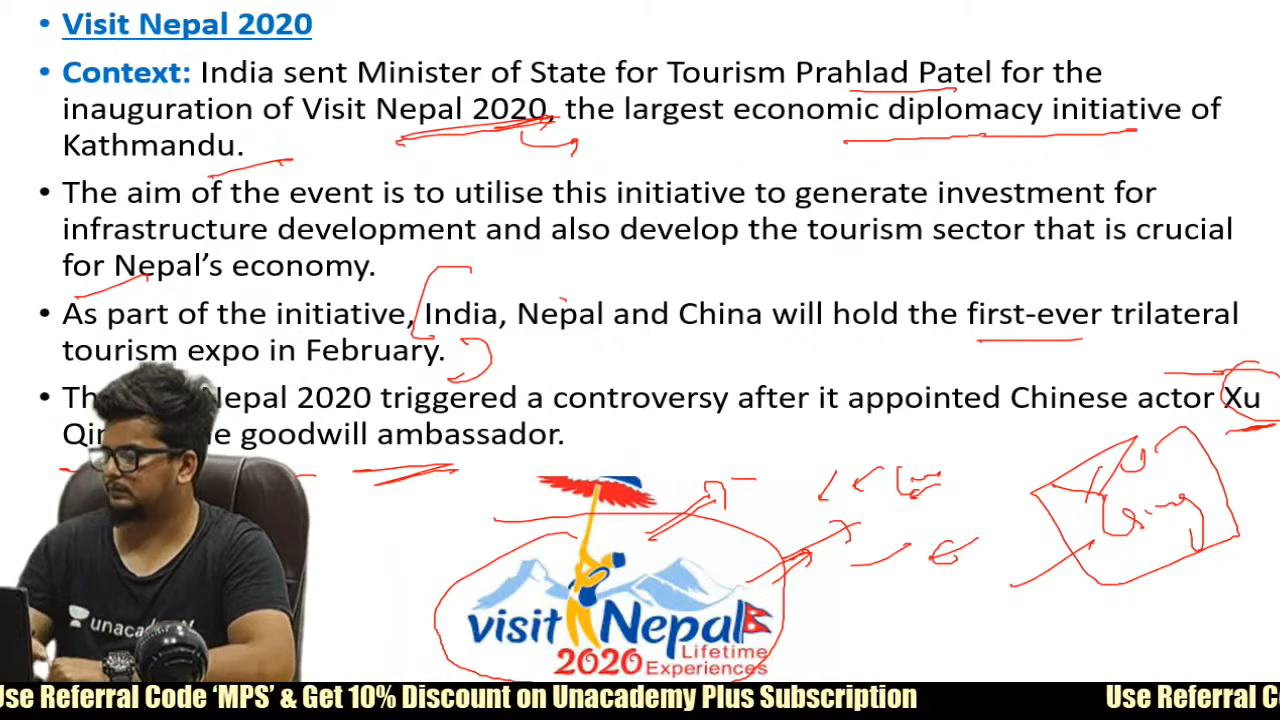 • Visit Nepal 2020
• Context: India sent Minister of State for Tourism Prahlad Patel for the
inauguration of Visit Nepal 2020, the largest economic diplomacy initiative of
Kathmandu.
• The aim of the event is to utilise this initiative to generate investment for
infrastructure development and also develop the tourism sector that is crucial
for Nepal's economy.
• As part of the initiative, India, Nepal and China will hold the first-ever trilateral
tourism expo in February.
• Nepal 2020 triggered a controversy after it appointed Chinese actor Xu
goodwill ambassador.
Xu
Qing
visit Nepal
Lifetime
2020 Experiences
unacademy
Use Referral Code 'MPS' & Get 10% Discount on Unacademy Plus Subscription
Use Referral C